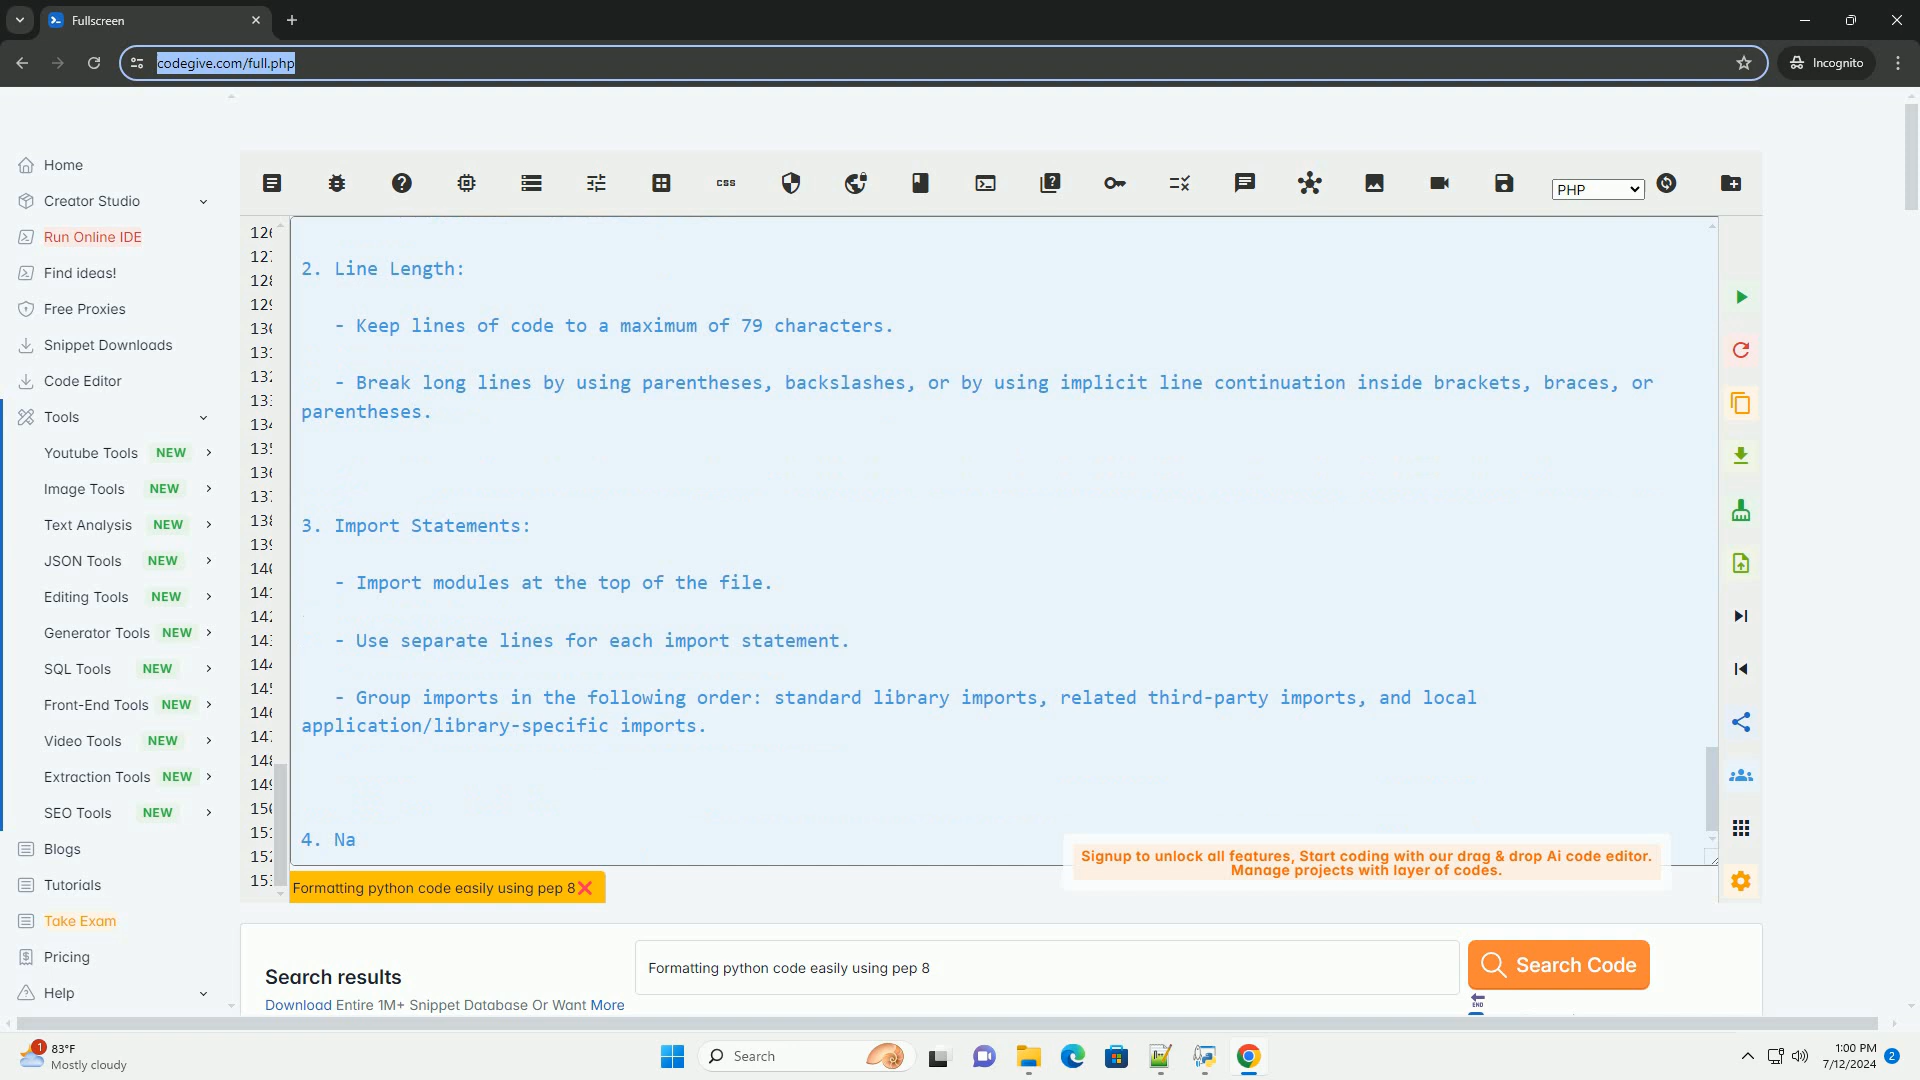 Fullscreen
codegive.com/full.php
Incognito
Home
Creator Studio
Run Online IDE
Find ideas!
Free Proxies
Snippet Downloads
Code Editor
Tools
Youtube Tools NEW
Image Tools NEW
Text Analysis NEW
JSON Tools NEW
Editing Tools NEW
Generator Tools NEW
SQL Tools NEW
Front-End Tools NEW
Video Tools NEW
Extraction Tools NEW
SEO Tools NEW
Blogs
Tutorials
Take Exam
Pricing
Help
CSS
PHP
2. Line Length:
- Keep lines of code to a maximum of 79 characters.
- Break long lines by using parentheses, backslashes, or by using implicit line continuation inside brackets, braces, or
parentheses.
3. Import Statements:
- Import modules at the top of the file.
- Use separate lines for each import statement.
- Group imports in the following order: standard library imports, related third-party imports, and local
application/library-specific imports.
4. Na
Signup to unlock all features, Start coding with our drag & drop Ai code editor.
Manage projects with layer of codes.
Formatting python code easily using pep 8
Search results
Download Entire 1M+ Snippet Database Or Want More
Formatting python code easily using pep 8
Search Code
END
1
83°F
Mostly cloudy
Search
1:00 PM
7/12/2024
2